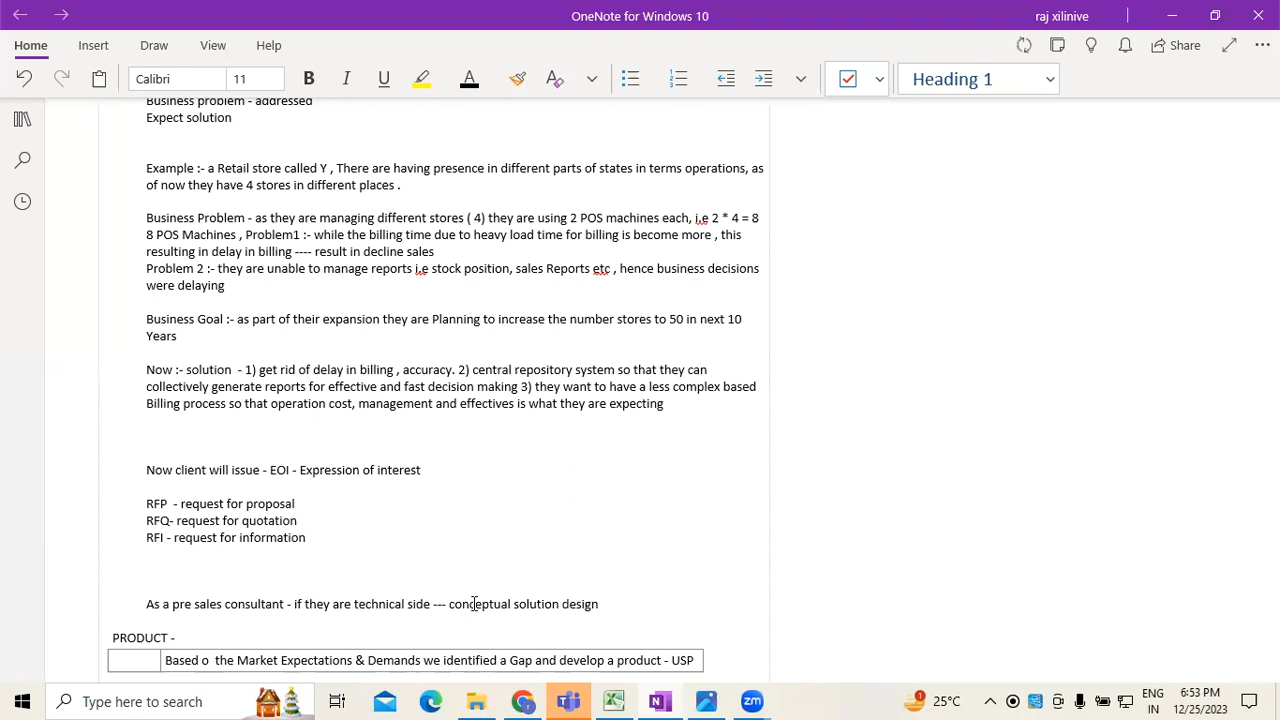 OneNote for Windows 10
raj xilinive
Home Insert Draw View Help
Share
Calibri 11 B I U A A Heading 1
Business problem - addressed
Expect solution
Example :- a Retail store called Y , There are having presence in different parts of states in terms operations, as
of now they have 4 stores in different places .
Business Problem - as they are managing different stores ( 4) they are using 2 POS machines each, i.e 2 * 4 = 8
8 POS Machines , Problem1 :- while the billing time due to heavy load time for billing is become more , this
resulting in delay in billing ---- result in decline sales
Problem 2 :- they are unable to manage reports i.e stock position, sales Reports etc , hence business decisions
were delaying
Business Goal :- as part of their expansion they are Planning to increase the number stores to 50 in next 10
Years
Now :- solution - 1) get rid of delay in billing , accuracy. 2) central repository system so that they can
collectively generate reports for effective and fast decision making 3) they want to have a less complex based
Billing process so that operation cost, management and effectives is what they are expecting
Now client will issue - EOI - Expression of interest
RFP - request for proposal
RFQ- request for quotation
RFI - request for information
As a pre sales consultant - if they are technical side --- conceptual solution design
PRODUCT -
Based o the Market Expectations & Demands we identified a Gap and develop a product - USP
Type here to search
25°C
ENG
IN
6:53 PM
12/25/2023